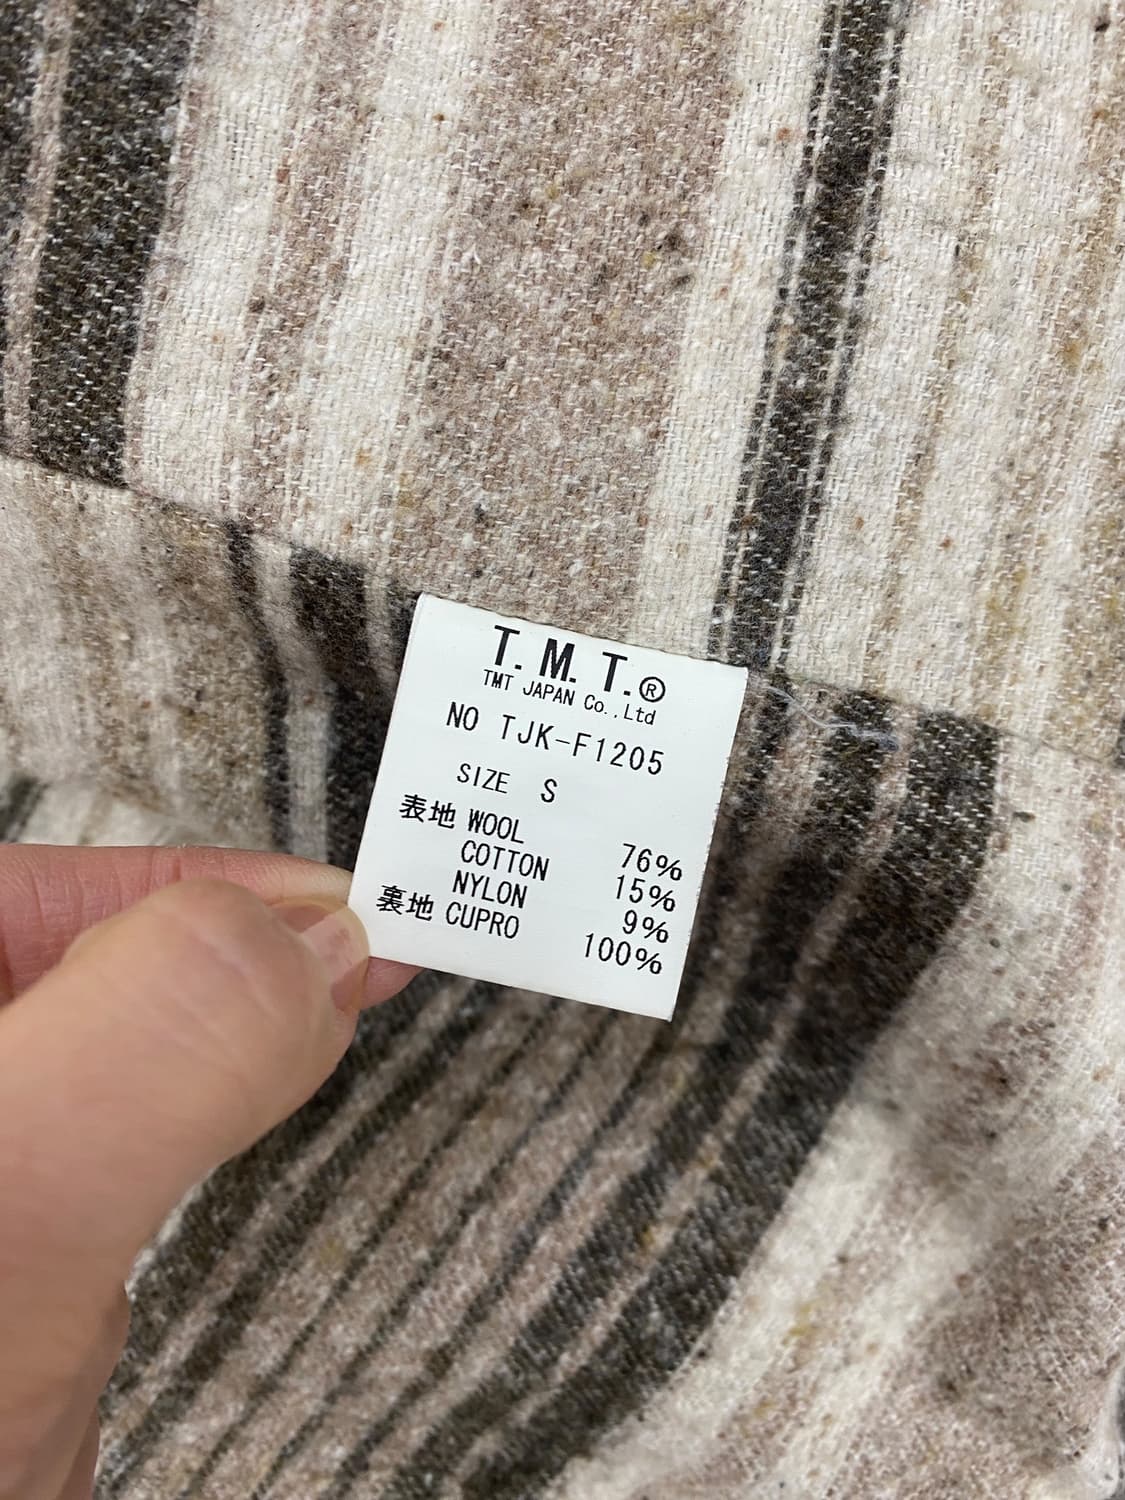 T.M.T.®
TMT JAPAN Co.,Ltd
NO TJK-F1205
SIZE S
表地 WOOL 76%
COTTON 15%
NYLON 9%
裏地 CUPRO 100%